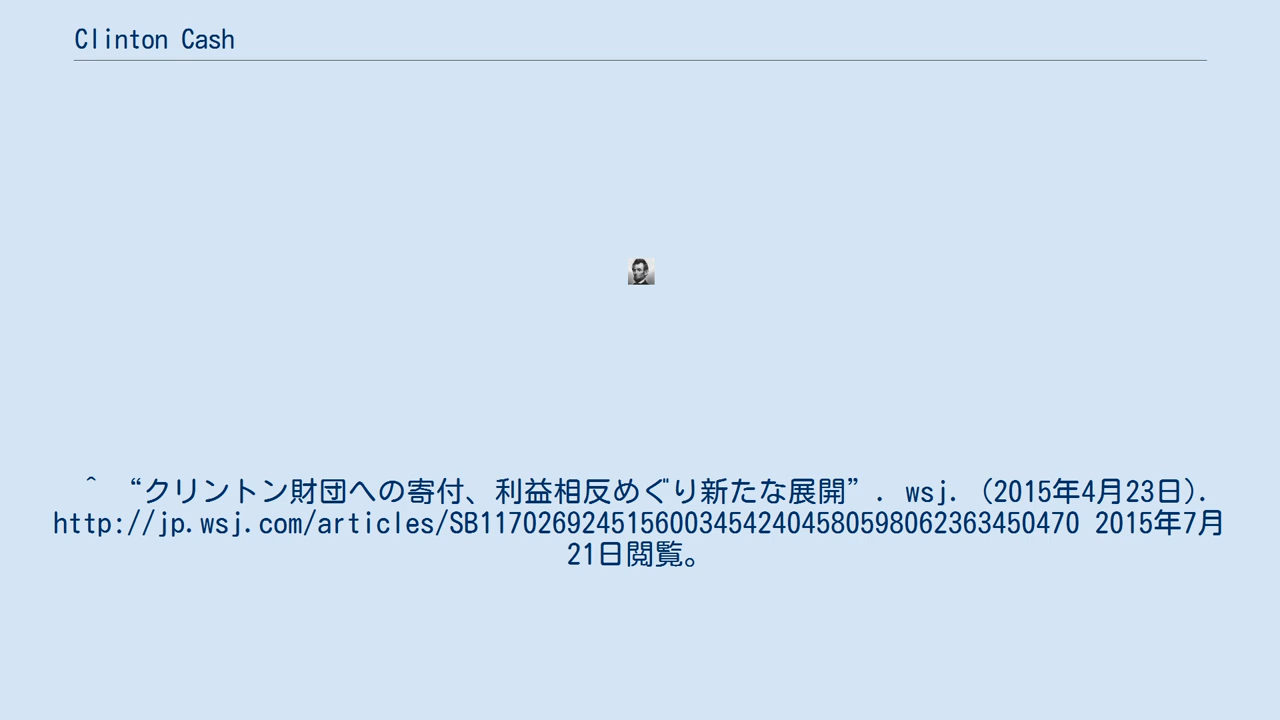 Clinton Cash
^ “クリントン財団への寄付、利益相反めぐり新たな展開”. wsj. (2015年4月23日).
http://jp.wsj.com/articles/SB11702692451560034542404580598062363450470 2015年7月
21日閲覧。